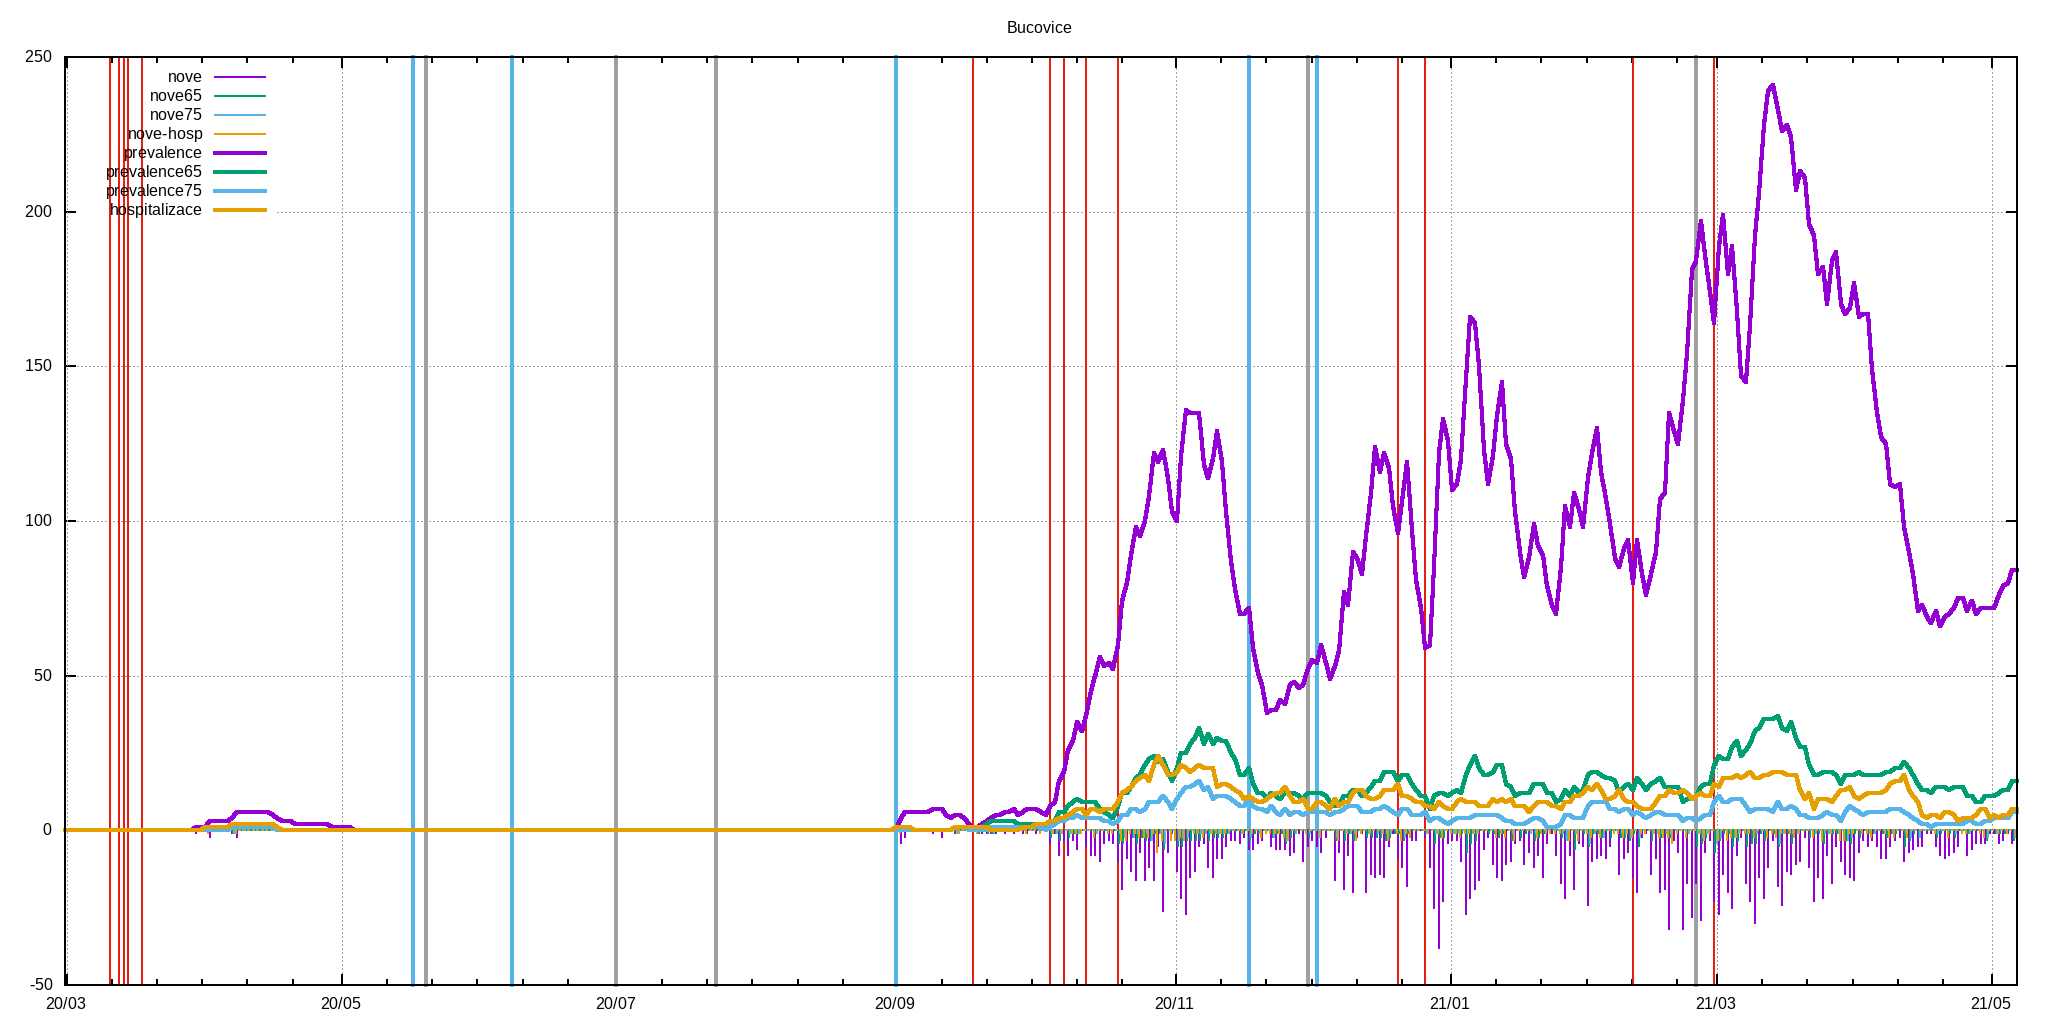 Bucovice
250
200
150
100
50
0
-50
nove
nove65
nove75
nove-hosp
prevalence
prevalence65
prevalence75
hospitalizace
20/03 20/05 20/07 20/09 20/11 21/01 21/03 21/05